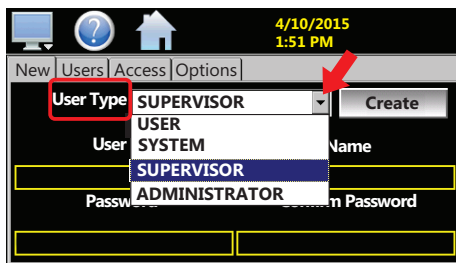 4/10/2015
1:51 PM
New Users Access Options
User Type SUPERVISOR Create
USER
User SYSTEM Name
SUPERVISOR
ADMINISTRATOR
Password Confirm Password